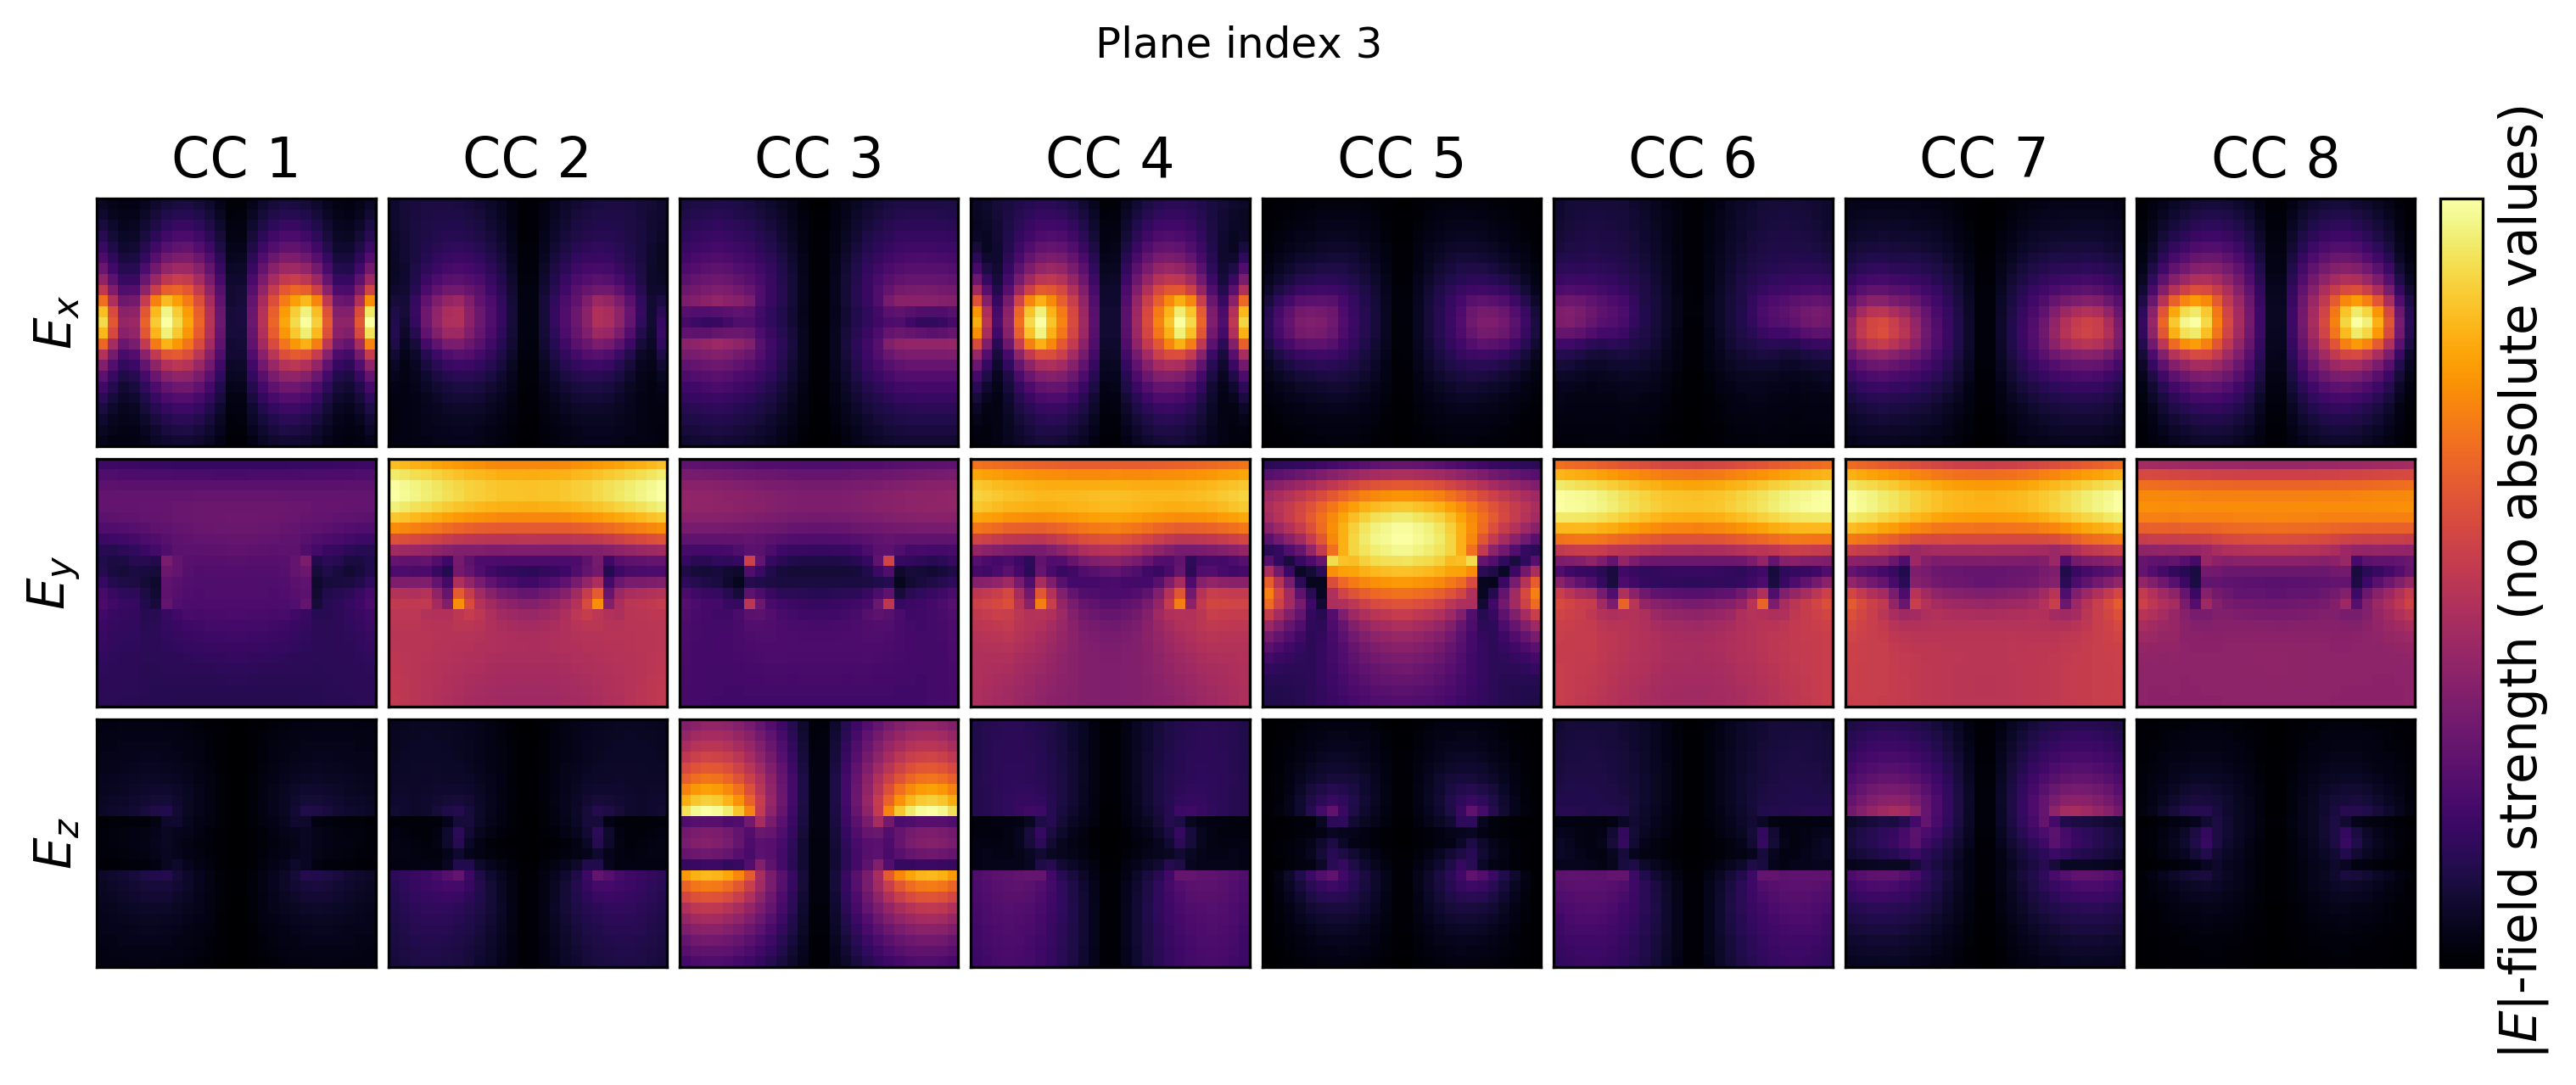 Plane index 3
CC 1 CC 2 CC 3 CC 4 CC 5 CC 6 CC 7 CC 8
E_x
E_y
E_z
|E|-field strength (no absolute values)